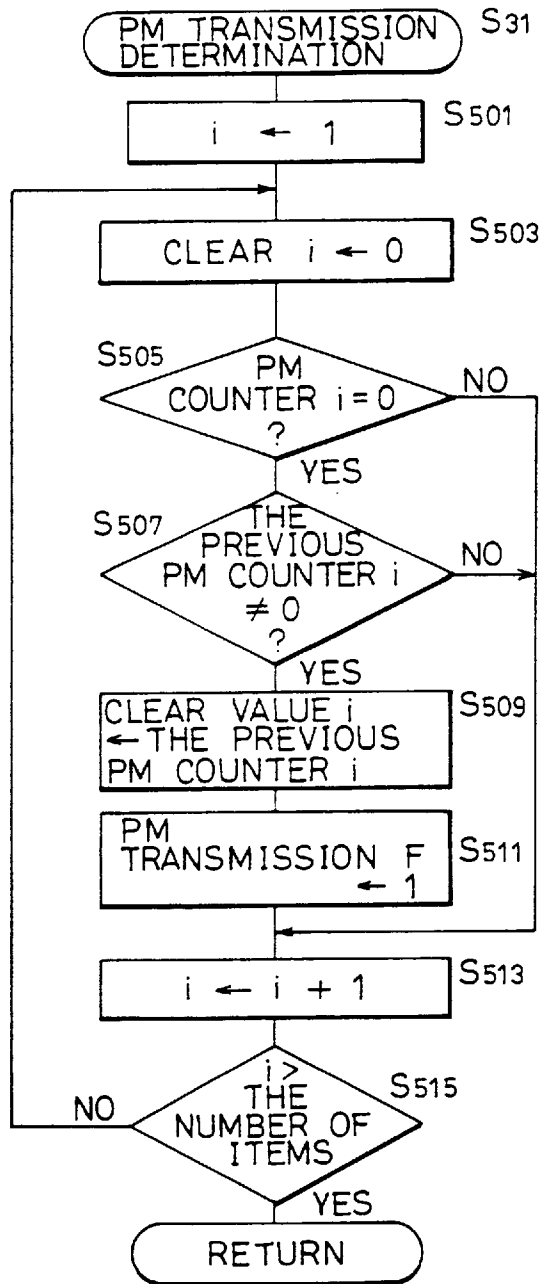 PM TRANSMISSION
DETERMINATION
S31
i ← 1
S501
CLEAR i ← 0
S503
S505
PM
COUNTER i = 0
?
NO
YES
S507
THE
PREVIOUS
PM COUNTER i
≠ 0
?
NO
YES
CLEAR VALUE i
← THE PREVIOUS
PM COUNTER i
S509
PM
TRANSMISSION F
← 1
S511
i ← i + 1
S513
i >
THE
NUMBER OF
ITEMS
S515
NO
YES
RETURN